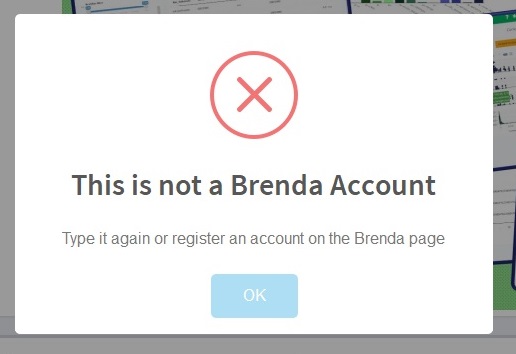 This is not a Brenda Account
Type it again or register an account on the Brenda page
OK